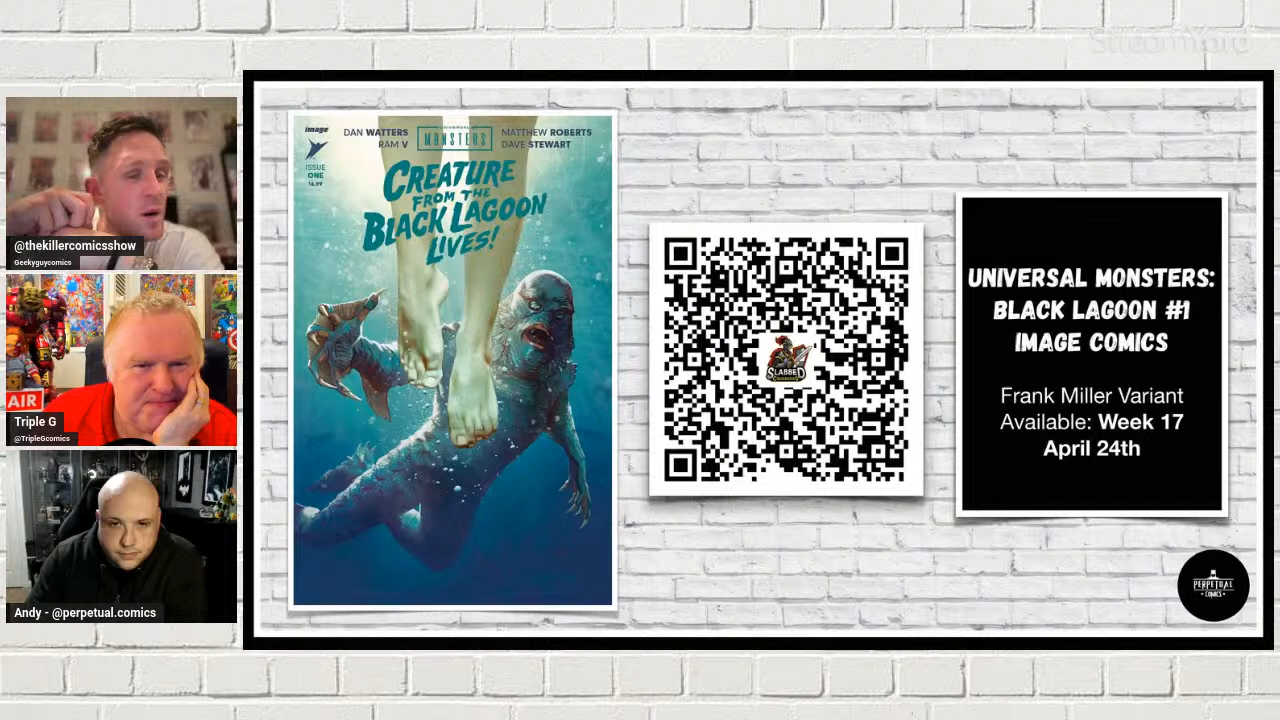 StreamYard
@thekillercomicsshow
Geekyguycomics
AIR
Triple G
@TripleGcomics
Andy - @perpetual.comics
image
ISSUE
ONE
$4.99
DAN WATTERS
RAM V
UNIVERSAL
MONSTERS
MATTHEW ROBERTS
DAVE STEWART
CREATURE
FROM THE
BLACK LAGOON
LIVES!
SLABBED
UNIVERSAL MONSTERS:
BLACK LAGOON #1
IMAGE COMICS
Frank Miller Variant
Available: Week 17
April 24th
PERPETUAL
COMICS